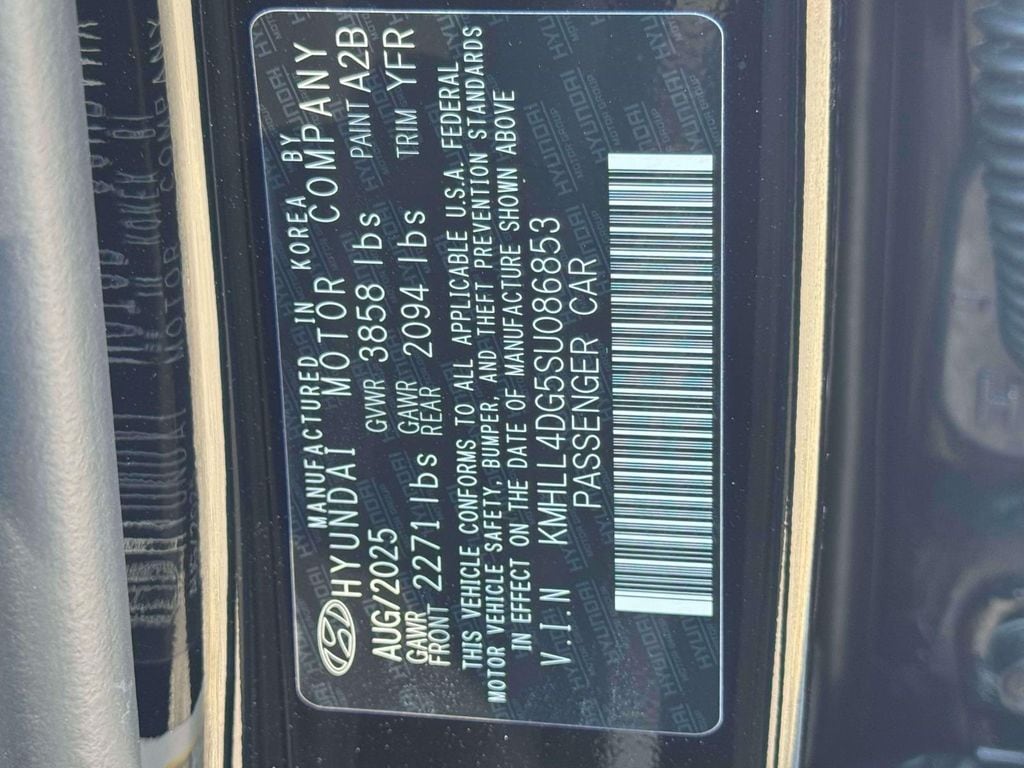 MANUFACTURED IN KOREA BY
HYUNDAI MOTOR COMPANY
AUG/2025 GVWR 3858 lbs PAINT A2B
GAWR FRONT 2271 lbs GAWR REAR 2094 lbs TRIM YFR
THIS VEHICLE CONFORMS TO ALL APPLICABLE U.S.A. FEDERAL
MOTOR VEHICLE SAFETY, BUMPER, AND THEFT PREVENTION STANDARDS
IN EFFECT ON THE DATE OF MANUFACTURE SHOWN ABOVE
V.I.N KMHLL4DG5SU086853
PASSENGER CAR